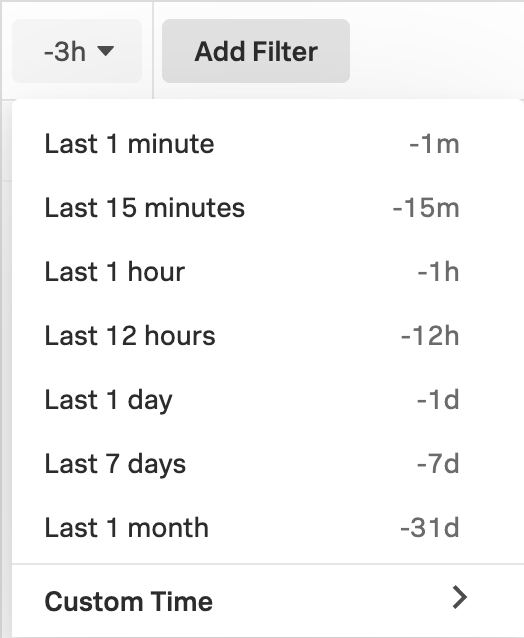 -3h Add Filter
Last 1 minute -1m
Last 15 minutes -15m
Last 1 hour -1h
Last 12 hours -12h
Last 1 day -1d
Last 7 days -7d
Last 1 month -31d
Custom Time